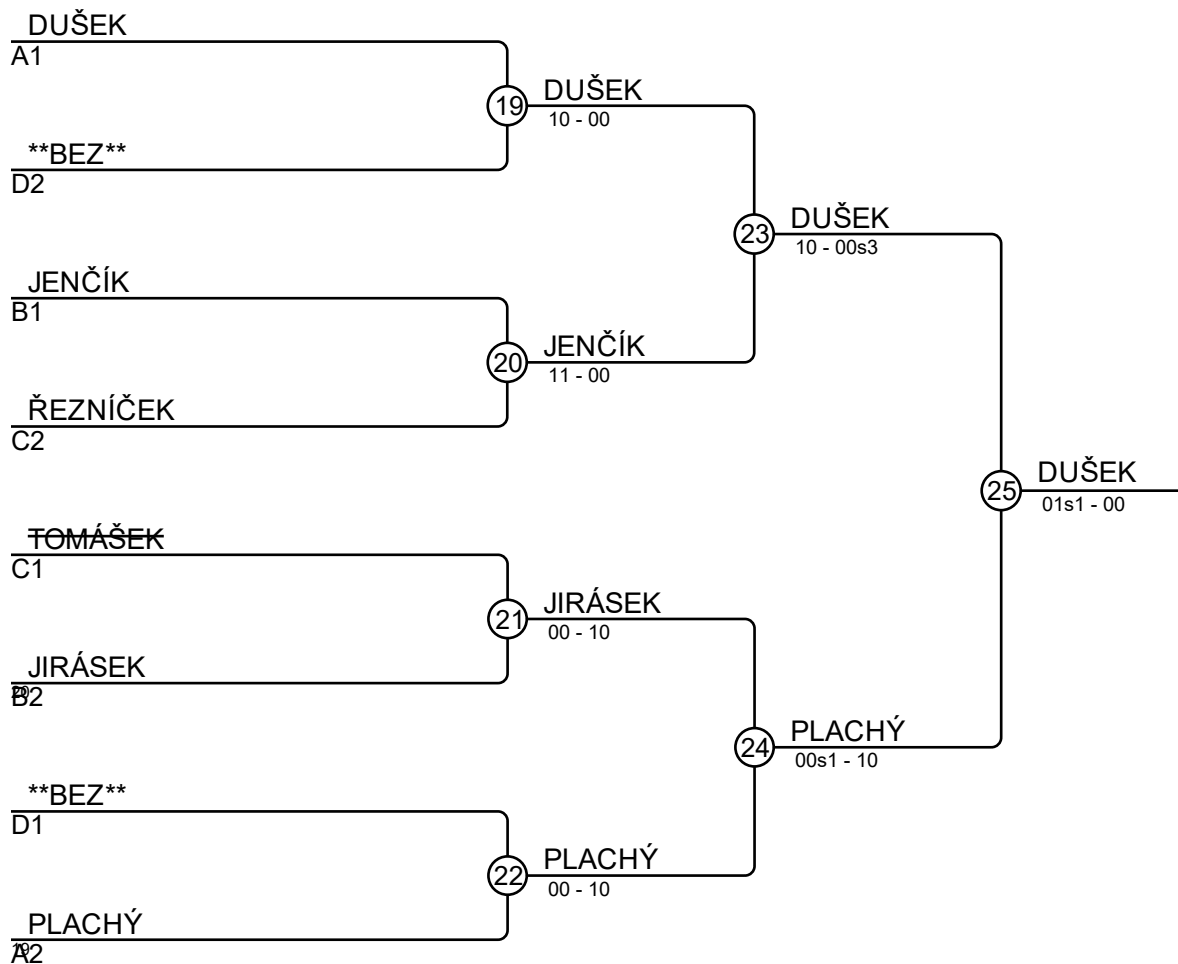 DUŠEK
A1
19
DUŠEK
10 - 00
**BEZ**
D2
23
DUŠEK
10 - 00s3
JENČÍK
B1
20
JENČÍK
11 - 00
ŘEZNÍČEK
C2
25
DUŠEK
01s1 - 00
TOMÁŠEK
C1
21
JIRÁSEK
00 - 10
JIRÁSEK
B2
24
PLACHÝ
00s1 - 10
**BEZ**
D1
22
PLACHÝ
00 - 10
PLACHÝ
A2